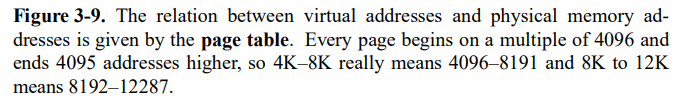 Figure 3-9. The relation between virtual addresses and physical memory ad-
dresses is given by the page table. Every page begins on a multiple of 4096 and
ends 4095 addresses higher, so 4K–8K really means 4096–8191 and 8K to 12K
means 8192–12287.